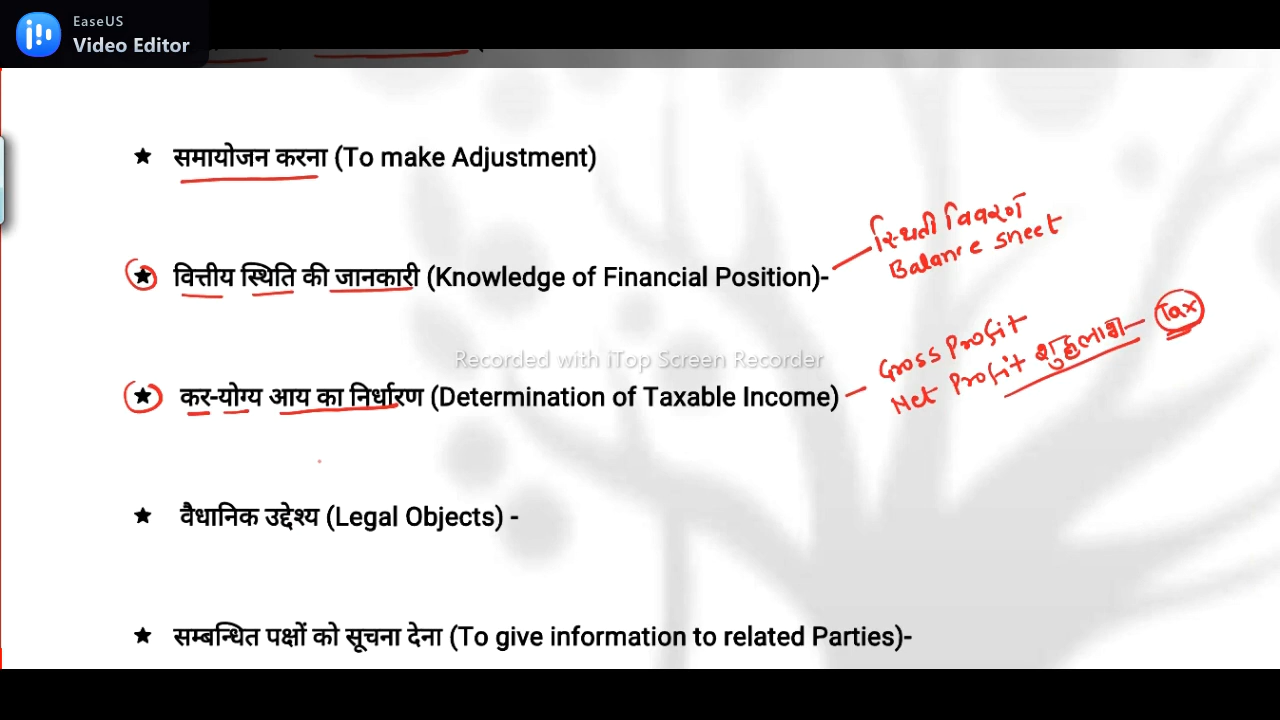 EaseUS
Video Editor
★ समायोजन करना (To make Adjustment)
स्थिती विवरण
Balance sheet
★ वित्तीय स्थिति की जानकारी (Knowledge of Financial Position)-
Gross Profit
Recorded with iTop Screen Recorder
Net Profit शुद्धलाभ — Tax
★ कर-योग्य आय का निर्धारण (Determination of Taxable Income)
★ वैधानिक उद्देश्य (Legal Objects) -
★ सम्बन्धित पक्षों को सूचना देना (To give information to related Parties)-